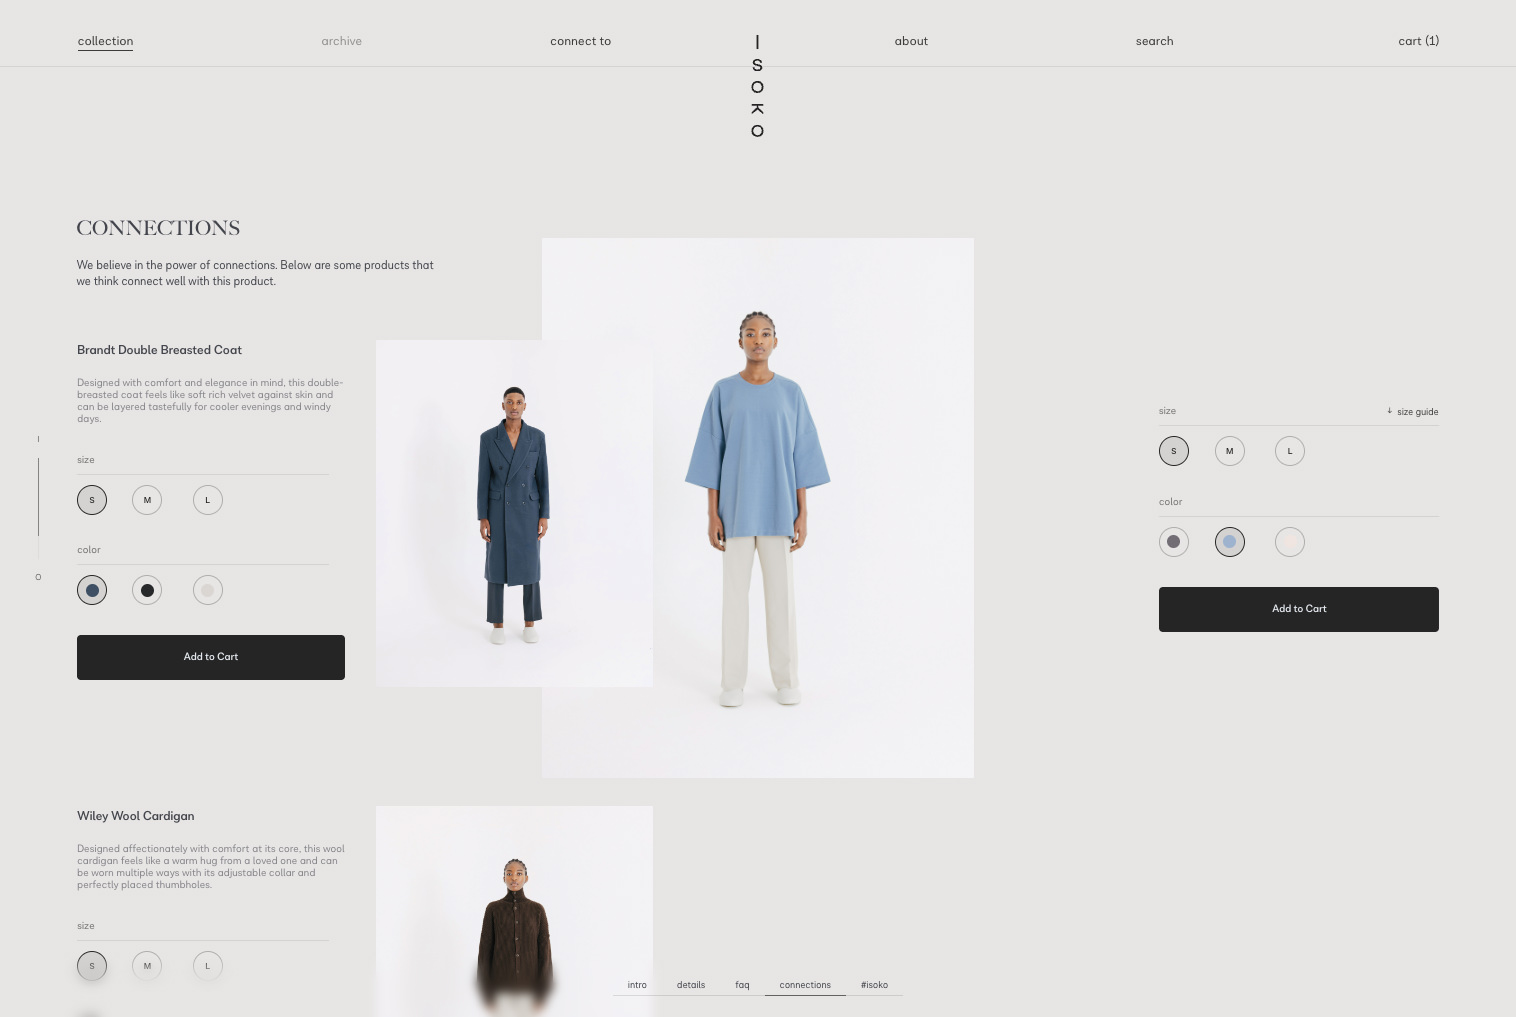 collection
archive
connect to
ISOKO
about
search
cart (1)
CONNECTIONS
We believe in the power of connections. Below are some products that
we think connect well with this product.
Brandt Double Breasted Coat
Designed with comfort and elegance in mind, this double-
breasted coat feels like soft rich velvet against skin and
can be layered tastefully for cooler evenings and windy
days.
I
O
size
S M L
color
Add to Cart
size
↓ size guide
S M L
color
Add to Cart
Wiley Wool Cardigan
Designed affectionately with comfort at its core, this wool
cardigan feels like a warm hug from a loved one and can
be worn multiple ways with its adjustable collar and
perfectly placed thumbholes.
size
S M L
intro details faq connections #isoko